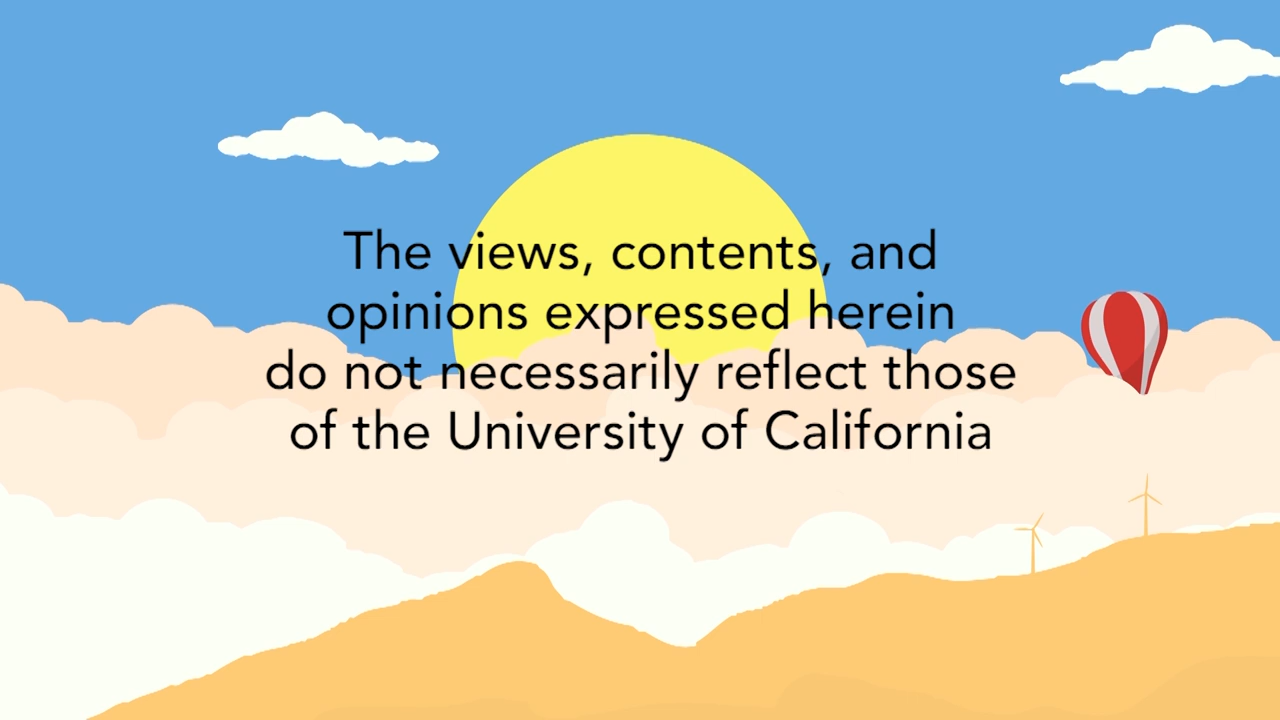 The views, contents, and
opinions expressed herein
do not necessarily reflect those
of the University of California